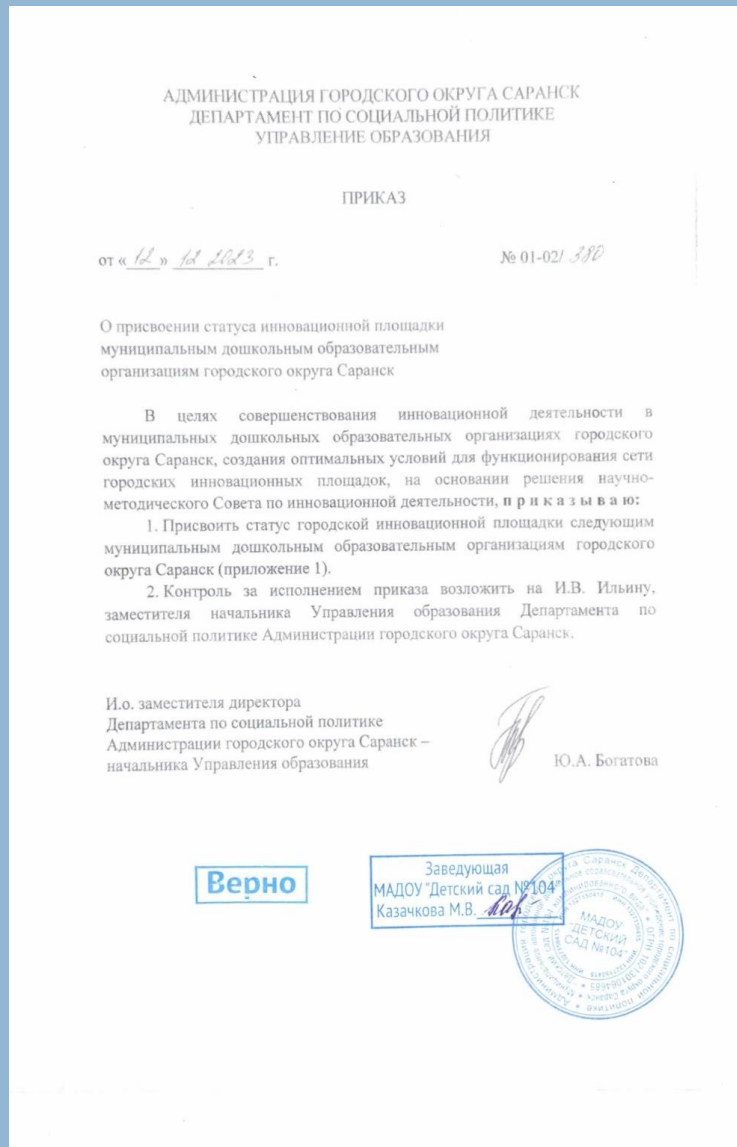 АДМИНИСТРАЦИЯ ГОРОДСКОГО ОКРУГА САРАНСК
ДЕПАРТАМЕНТ ПО СОЦИАЛЬНОЙ ПОЛИТИКЕ
УПРАВЛЕНИЕ ОБРАЗОВАНИЯ
ПРИКАЗ
от «12» 12 2023 г. № 01-02/ 380
О присвоении статуса инновационной площадки
муниципальным дошкольным образовательным
организациям городского округа Саранск
В целях совершенствования инновационной деятельности в
муниципальных дошкольных образовательных организациях городского
округа Саранск, создания оптимальных условий для функционирования сети
городских инновационных площадок, на основании решения научно-
методического Совета по инновационной деятельности, п р и к а з ы в а ю:
1. Присвоить статус городской инновационной площадки следующим
муниципальным дошкольным образовательным организациям городского
округа Саранск (приложение 1).
2. Контроль за исполнением приказа возложить на И.В. Ильину,
заместителя начальника Управления образования Департамента по
социальной политике Администрации городского округа Саранск.
И.о. заместителя директора
Департамента по социальной политике
Администрации городского округа Саранск –
начальника Управления образования Ю.А. Богатова
Верно
Заведующая
МАДОУ "Детский сад №104"
Казачкова М.В.
МАДОУ
"ДЕТСКИЙ
САД №104"